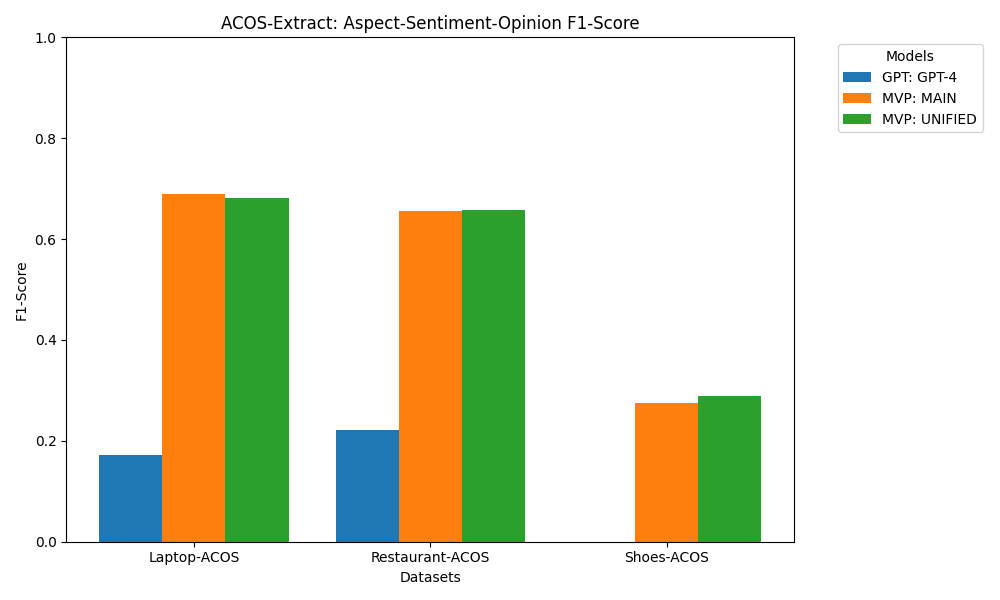 ACOS-Extract: Aspect-Sentiment-Opinion F1-Score
Models
GPT: GPT-4
MVP: MAIN
MVP: UNIFIED
F1-Score
1.0
0.8
0.6
0.4
0.2
0.0
Laptop-ACOS
Restaurant-ACOS
Shoes-ACOS
Datasets